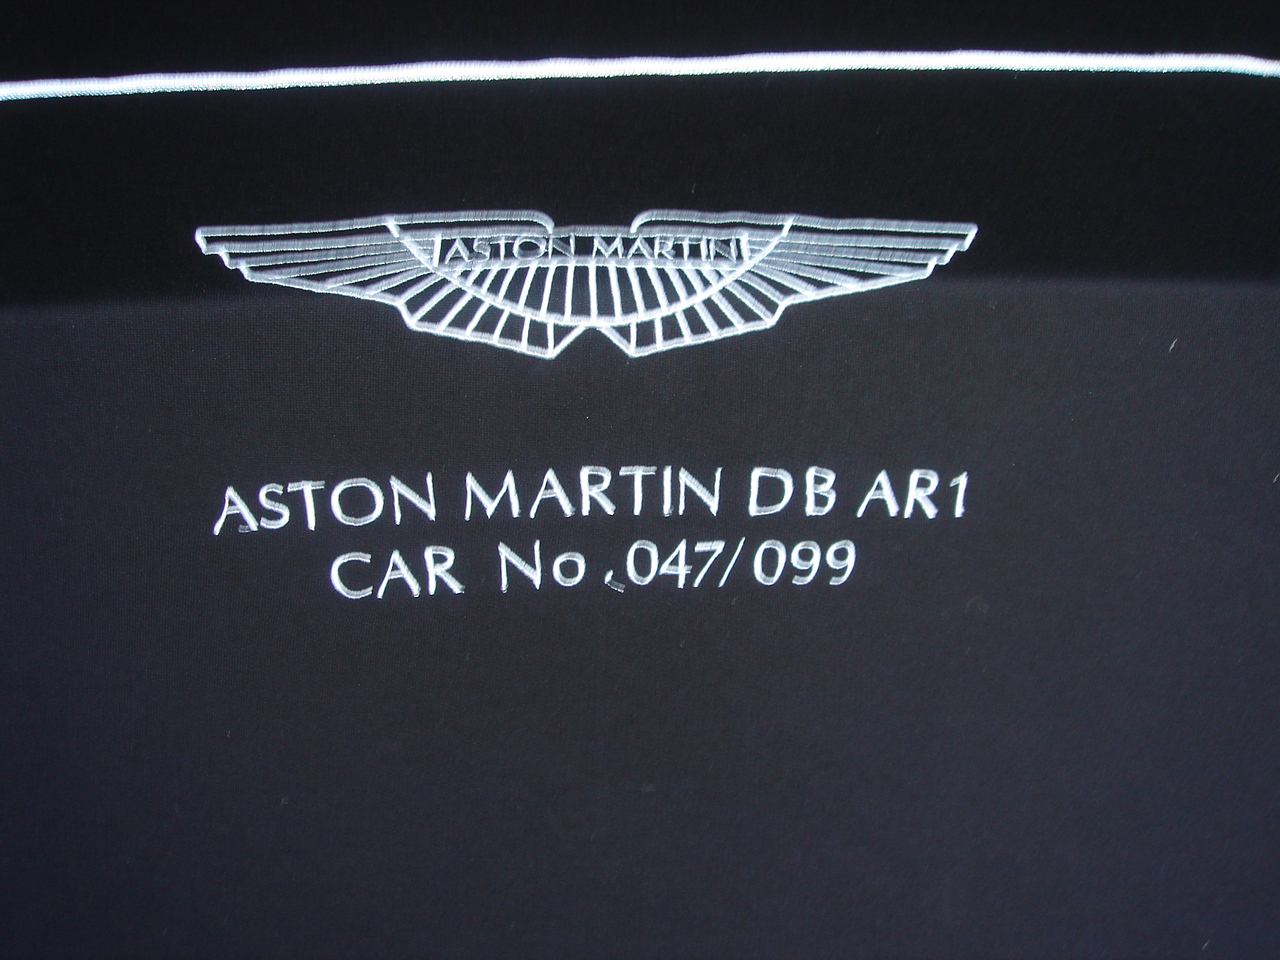 ASTON MARTIN
ASTON MARTIN DB AR1
CAR No .047/099